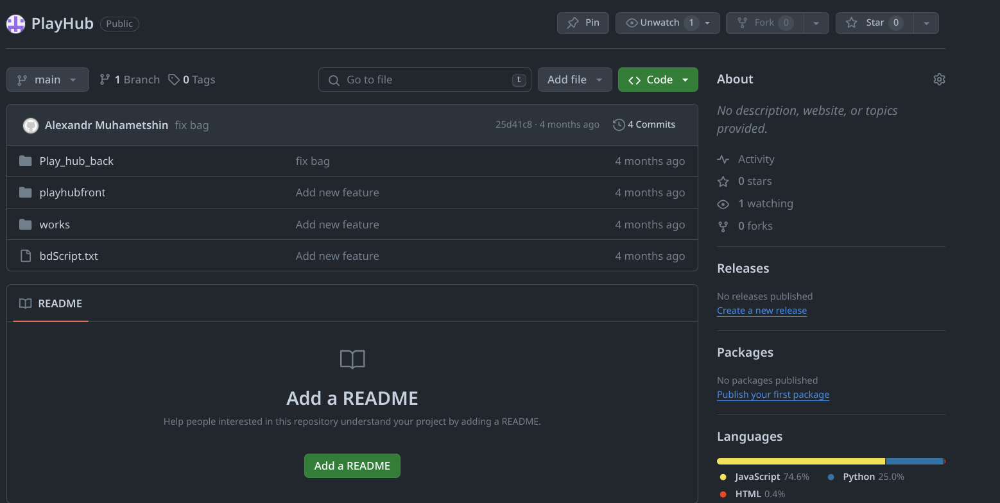 PlayHub Public Pin Unwatch 1 Fork 0 Star 0
main 1 Branch 0 Tags Go to file t Add file Code
Alexandr Muhametshin fix bag 25d41c8 · 4 months ago 4 Commits
Play_hub_back fix bag 4 months ago
playhubfront Add new feature 4 months ago
works Add new feature 4 months ago
bdScript.txt Add new feature 4 months ago
README
Add a README
Help people interested in this repository understand your project by adding a README.
Add a README
About
No description, website, or topics
provided.
Activity
0 stars
1 watching
0 forks
Releases
No releases published
Create a new release
Packages
No packages published
Publish your first package
Languages
JavaScript 74.6% Python 25.0%
HTML 0.4%